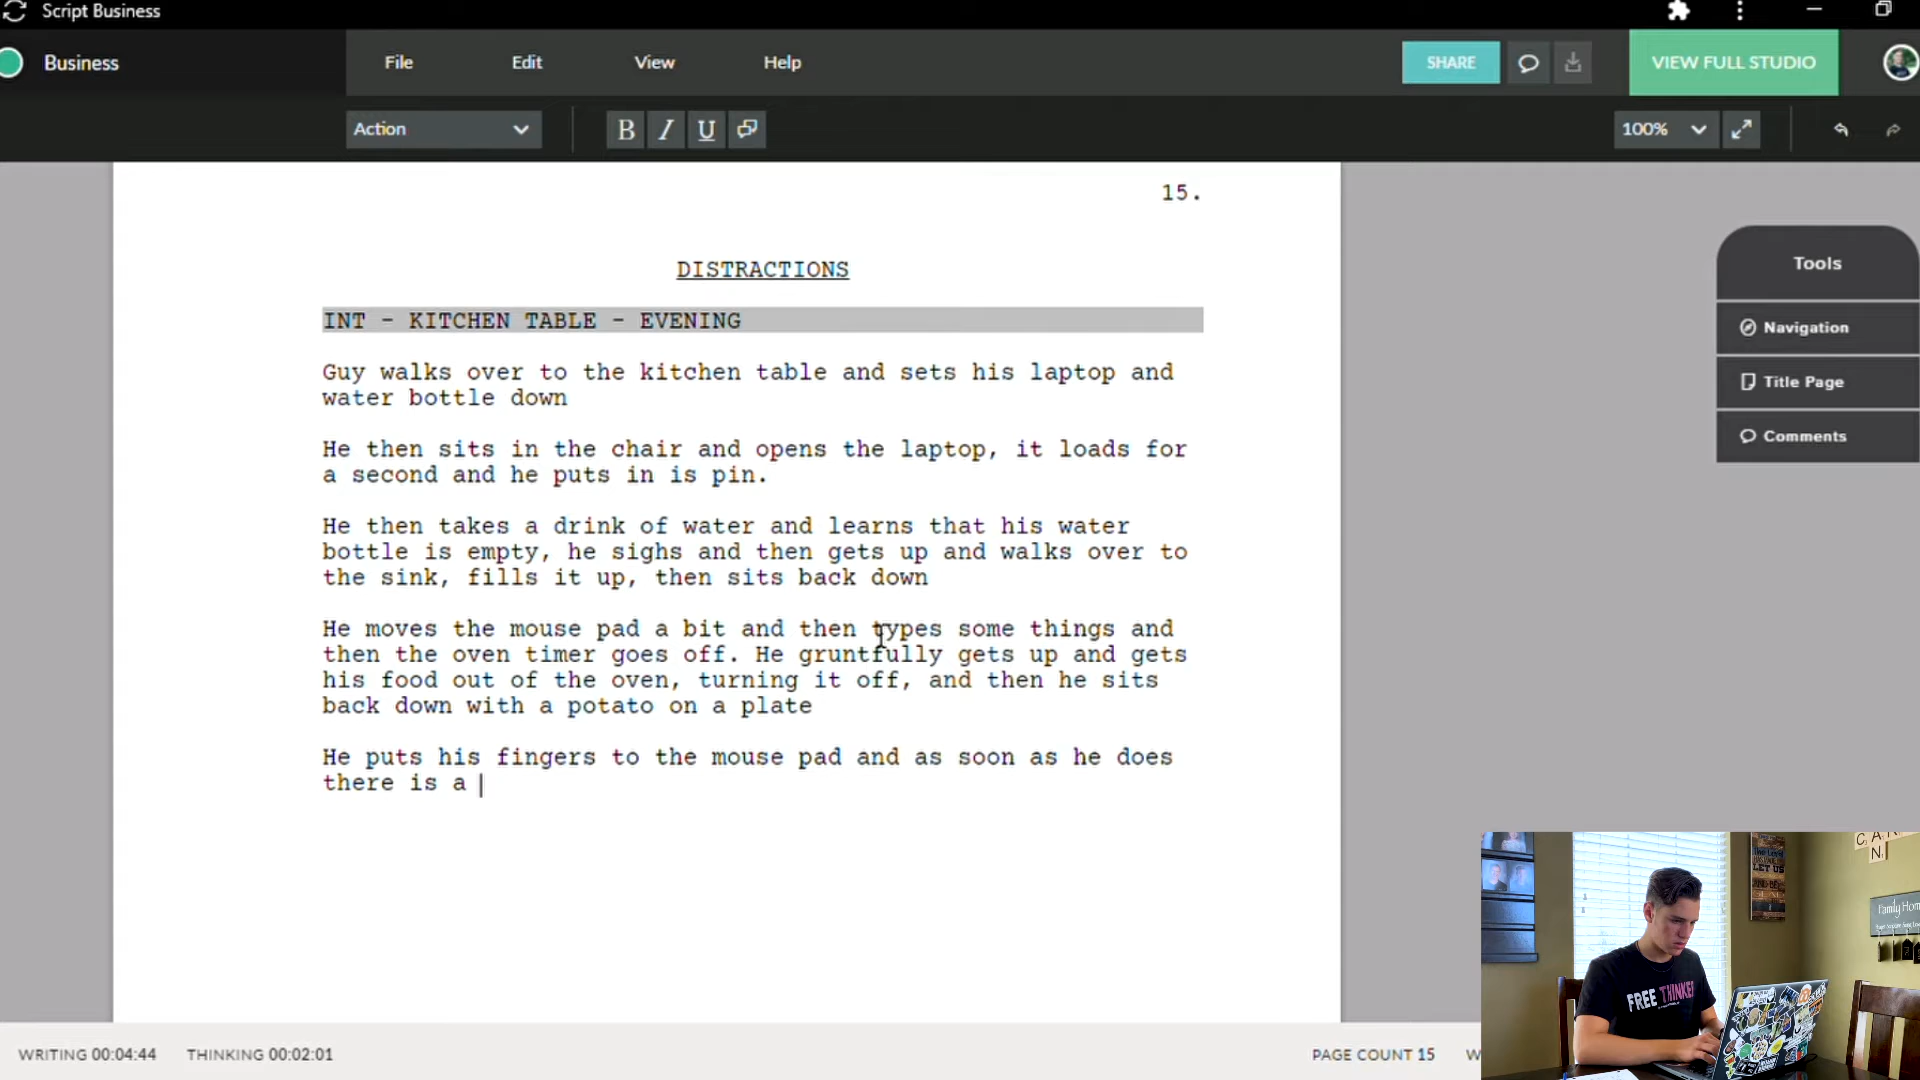 Script Business
Business
File Edit View Help
SHARE
VIEW FULL STUDIO
Action
B I U
100%
15.
DISTRACTIONS
INT - KITCHEN TABLE - EVENING
Guy walks over to the kitchen table and sets his laptop and
water bottle down
He then sits in the chair and opens the laptop, it loads for
a second and he puts in is pin.
He then takes a drink of water and learns that his water
bottle is empty, he sighs and then gets up and walks over to
the sink, fills it up, then sits back down
He moves the mouse pad a bit and then types some things and
then the oven timer goes off. He gruntfully gets up and gets
his food out of the oven, turning it off, and then he sits
back down with a potato on a plate
He puts his fingers to the mouse pad and as soon as he does
there is a
Tools
Navigation
Title Page
Comments
WRITING 00:04:44 THINKING 00:02:01
PAGE COUNT 15 W
C A
N
LET US
Family Hom
FREE THINKER